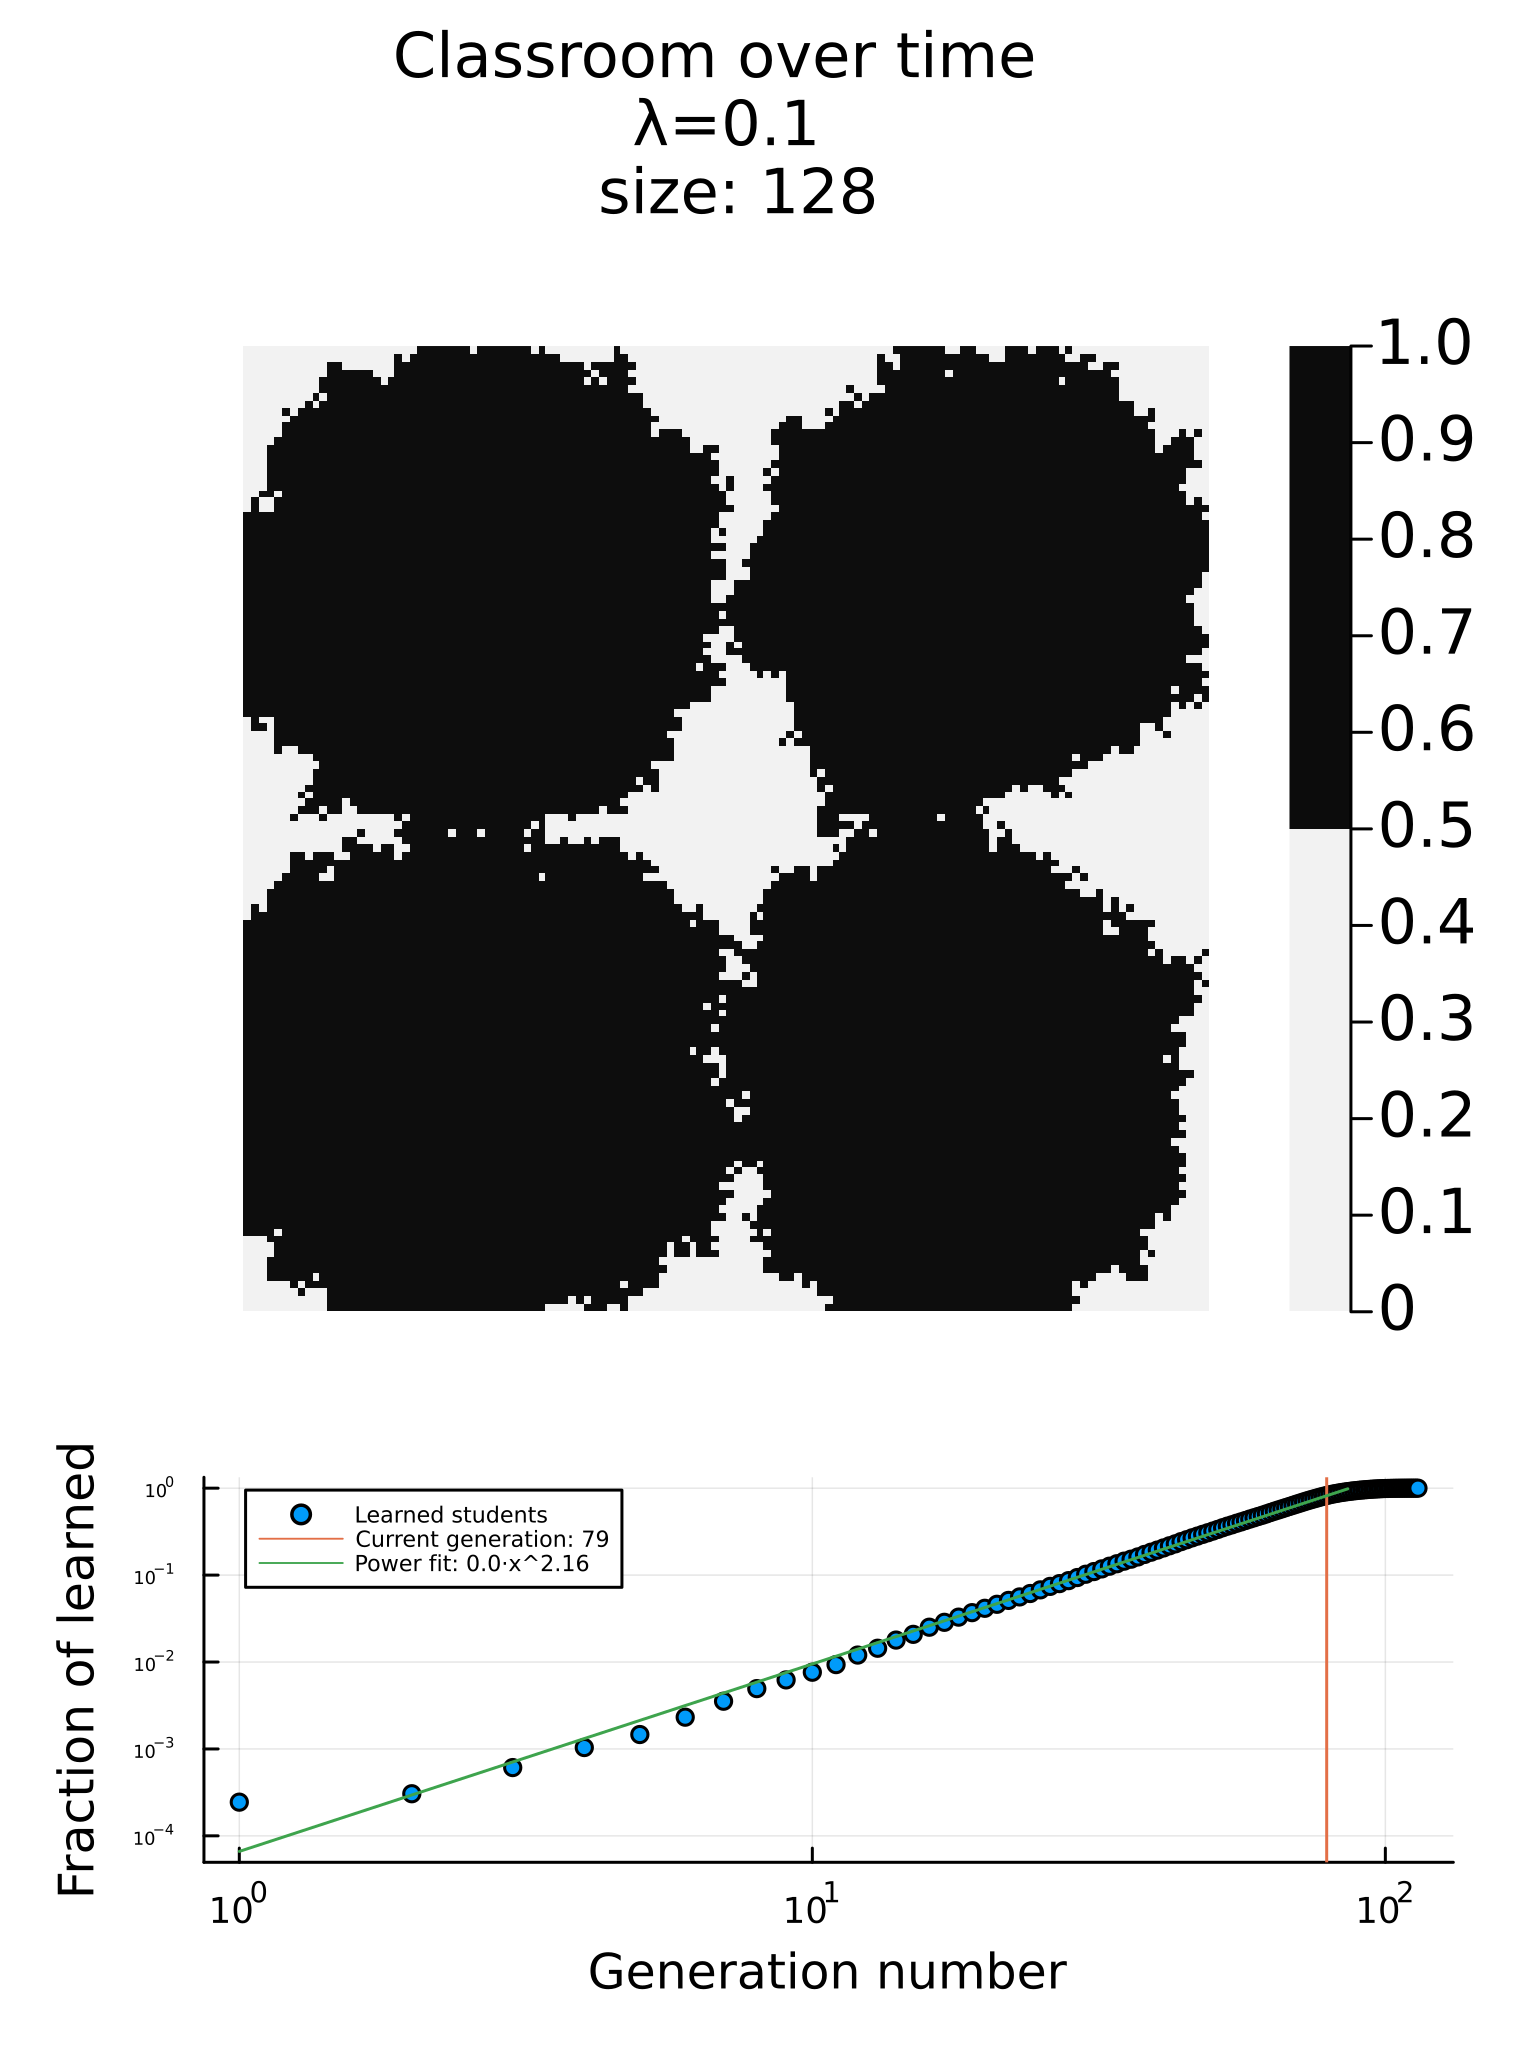 Classroom over time
λ=0.1
size: 128
1.0
0.9
0.8
0.7
0.6
0.5
0.4
0.3
0.2
0.1
0
Fraction of learned
10⁰
10⁻¹
10⁻²
10⁻³
10⁻⁴
Learned students
Current generation: 79
Power fit: 0.0·x^2.16
10⁰ 10¹ 10²
Generation number